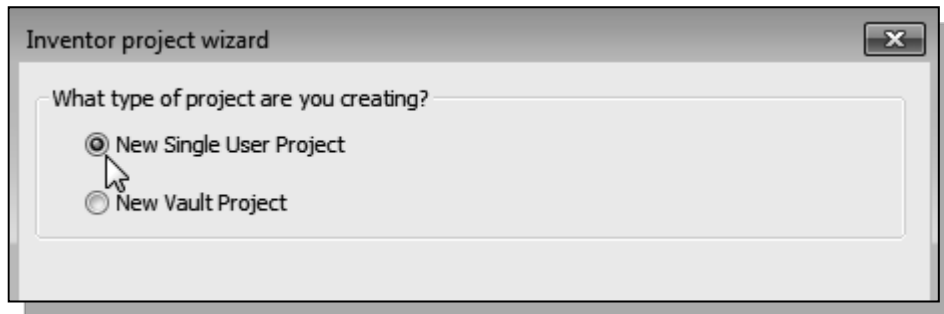 Inventor project wizard
What type of project are you creating?
New Single User Project
New Vault Project